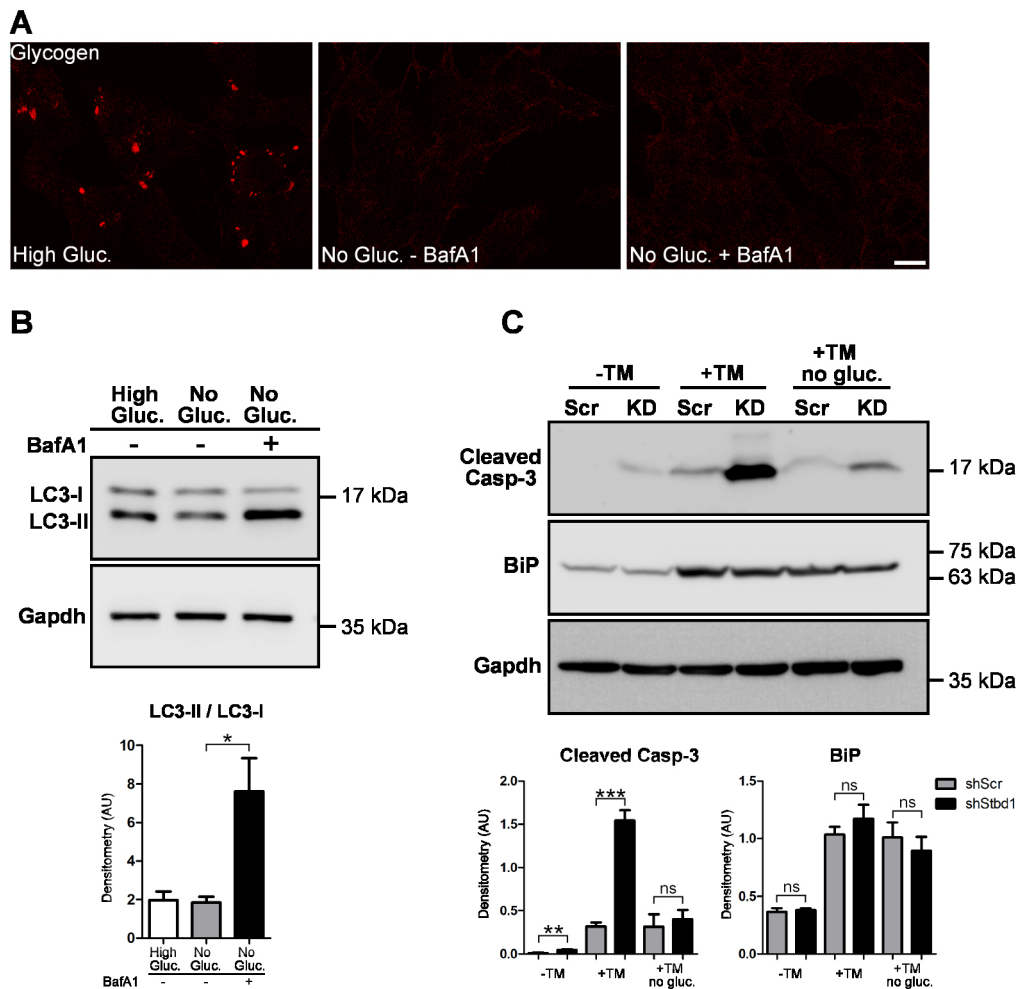 A
Glycogen
High Gluc.
No Gluc. - BafA1
No Gluc. + BafA1
B
High Gluc.
No Gluc.
No Gluc.
BafA1 - - +
LC3-I
17 kDa
LC3-II
Gapdh
35 kDa
LC3-II / LC3-I
Densitometry (AU)
10
8
6
4
2
0
*
High Gluc.
No Gluc.
No Gluc.
BafA1 - - +
C
-TM
+TM
+TM no gluc.
Scr KD Scr KD Scr KD
Cleaved Casp-3
17 kDa
BiP
75 kDa
63 kDa
Gapdh
35 kDa
Cleaved Casp-3
Densitometry (AU)
2.0
1.5
1.0
0.5
0.0
**
***
ns
-TM
+TM
+TM no gluc.
BiP
Densitometry (AU)
1.5
1.0
0.5
0.0
ns
ns
ns
-TM
+TM
+TM no gluc.
shScr
shStbd1